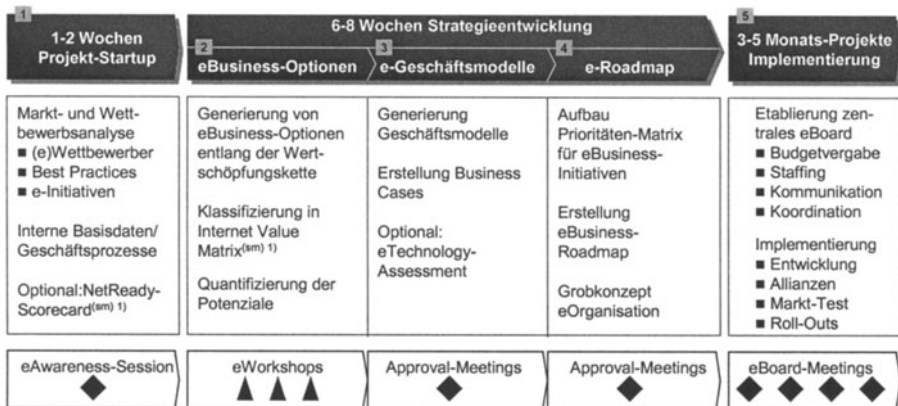 1
1-2 Wochen
Projekt-Startup
6-8 Wochen Strategieentwicklung
2
eBusiness-Optionen
3
e-Geschäftsmodelle
4
e-Roadmap
5
3-5 Monats-Projekte
Implementierung
Markt- und Wett-
bewerbsanalyse
■ (e)Wettbewerber
■ Best Practices
■ e-Initiativen
Interne Basisdaten/
Geschäftsprozesse
Optional:NetReady-
Scorecard(sm) 1)
Generierung von
eBusiness-Optionen
entlang der Wert-
schöpfungskette
Klassifizierung in
Internet Value
Matrix(sm) 1)
Quantifizierung der
Potenziale
Generierung
Geschäftsmodelle
Erstellung Business
Cases
Optional:
eTechnology-
Assessment
Aufbau
Prioritäten-Matrix
für eBusiness-
Initiativen
Erstellung
eBusiness-
Roadmap
Grobkonzept
eOrganisation
Etablierung zen-
trales eBoard
■ Budgetvergabe
■ Staffing
■ Kommunikation
■ Koordination
Implementierung
■ Entwicklung
■ Allianzen
■ Markt-Test
■ Roll-Outs
eAwareness-Session
eWorkshops
Approval-Meetings
Approval-Meetings
eBoard-Meetings